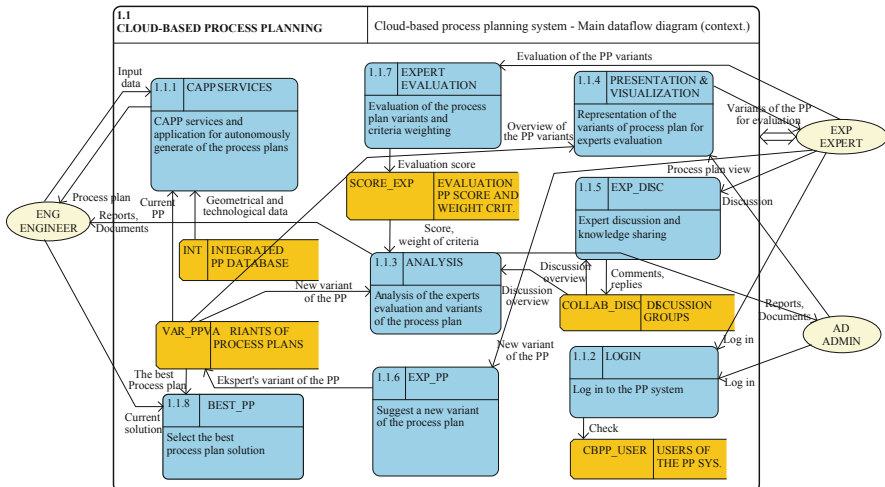 1.1
CLOUD-BASED PROCESS PLANNING
Cloud-based process planning system - Main dataflow diagram (context.)
Input
data
1.1.1
CAPP SERVICES
CAPP services and
application for autonomously
generate of the process plans
1.1.7
EXPERT
EVALUATION
Evaluation of the process
plan variants and
criteria weighting
Evaluation of the PP variants
1.1.4
PRESENTATION &
VISUALIZATION
Representation of the
variants of process plan for
experts evaluation
Variants of the PP
for evaluation
EXP
EXPERT
Overview of
the PP variants
Evaluation score
Process plan view
Process plan
Current
PP
Geometrical and
technological data
SCORE_EXP
EVALUATION
PP SCORE AND
WEIGHT CRIT.
1.1.5
EXP_DISC
Expert discussion and
knowledge sharing
Discussion
ENG
ENGINEER
Reports,
Documents
Score,
weight of criteria
INT
INTEGRATED
PP DATABASE
1.1.3
ANALYSIS
Analysis of the experts
evaluation and variants
of the process plan
Discussion
overview
Discussion
overview
Comments,
replies
New variant
of the PP
COLLAB_DISC
DISCUSSION
GROUPS
Reports,
Documents
AD
ADMIN
VAR_PPVA
RIANTS OF
PROCESS PLANS
New variant
of the PP
Log in
Log in
The best
Process plan
Ekspert's variant of the PP
1.1.6
EXP_PP
Suggest a new variant
of the process plan
1.1.2
LOGIN
Log in to the PP system
1.1.8
BEST_PP
Select the best
process plan solution
Current
solution
Check
CBPP_USER
USERS OF
THE PP SYS.